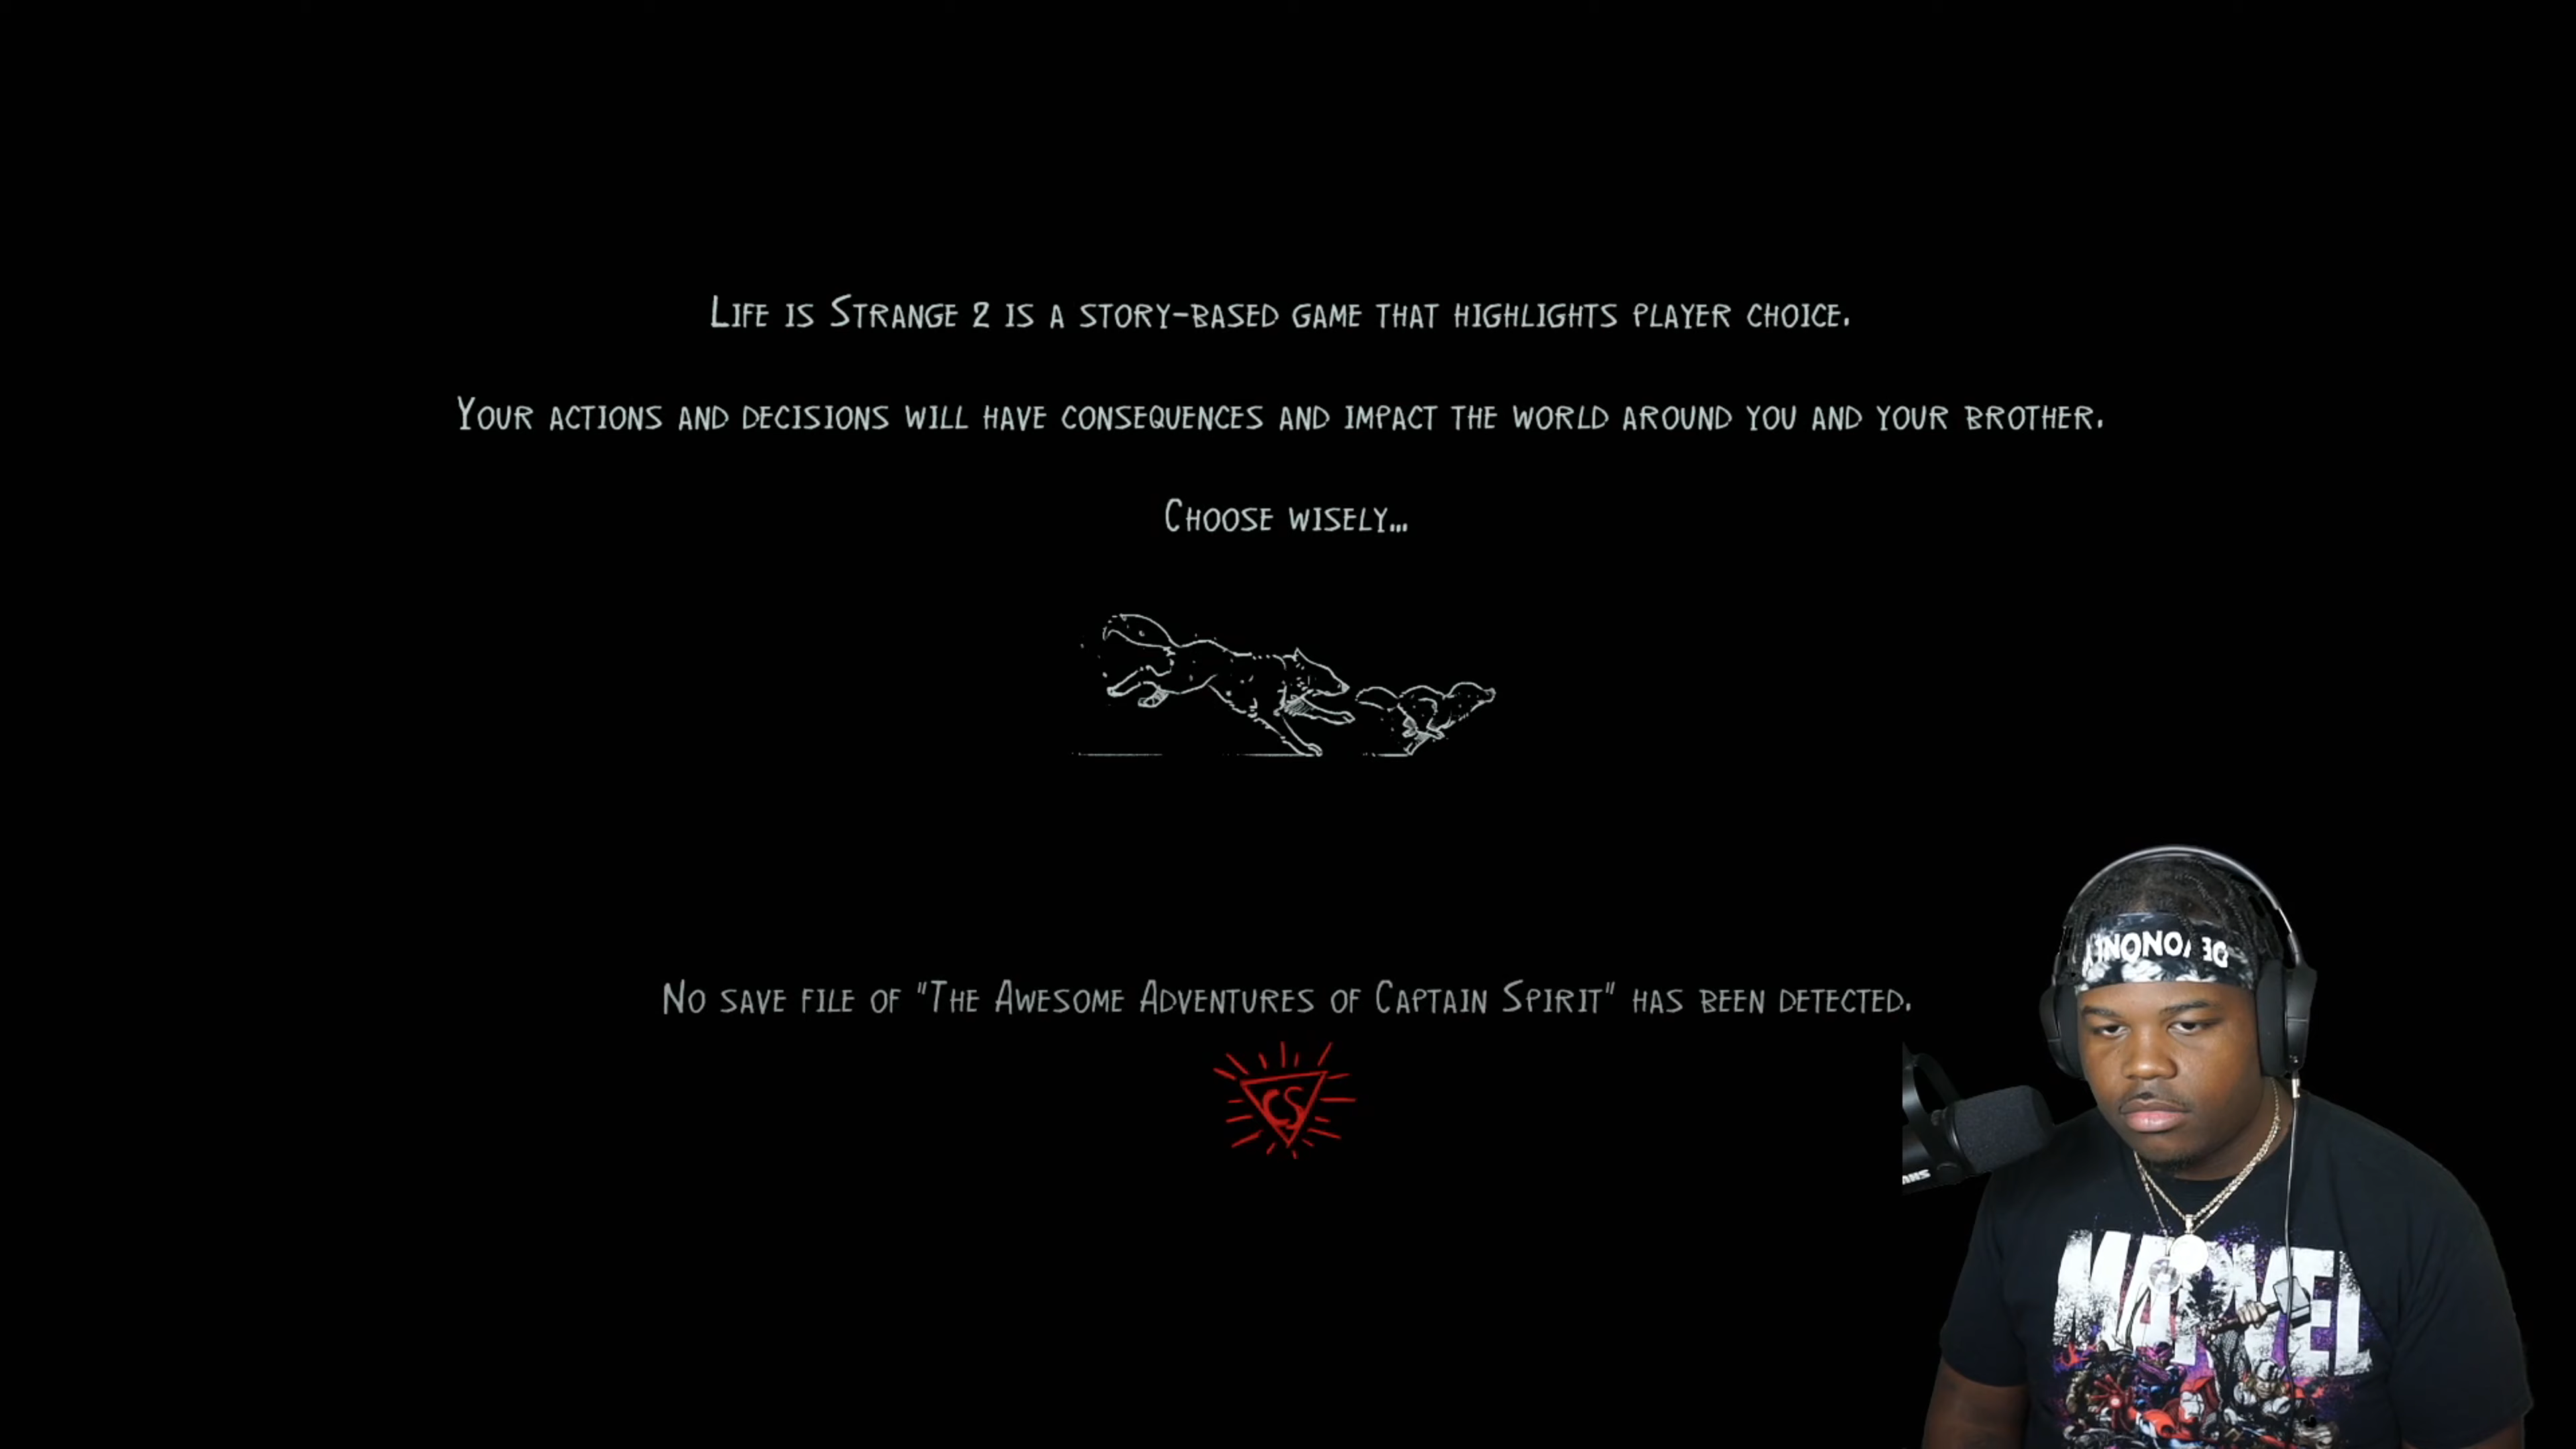 Life is Strange 2 is a story-based game that highlights player choice.
Your actions and decisions will have consequences and impact the world around you and your brother.
Choose wisely...
No save file of "The Awesome Adventures of Captain Spirit" has been detected.
CS
MARVEL